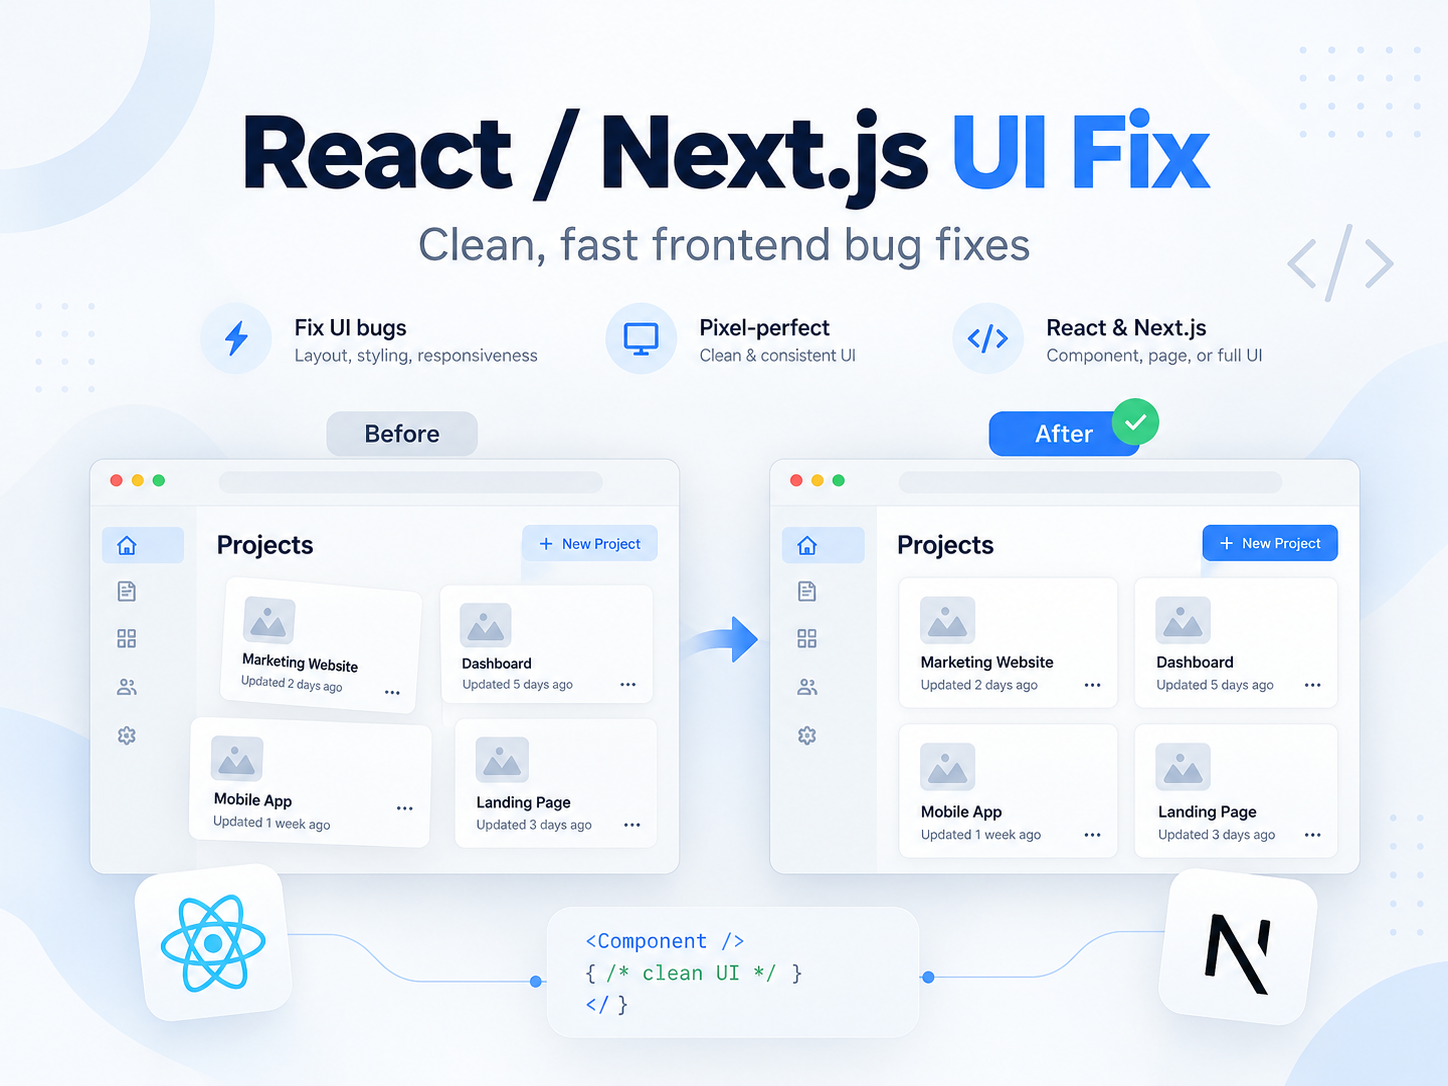 React / Next.js UI Fix
Clean, fast frontend bug fixes
Fix UI bugs
Layout, styling, responsiveness
Pixel-perfect
Clean & consistent UI
React & Next.js
Component, page, or full UI
Before
Projects
+ New Project
Marketing Website
Updated 2 days ago
Dashboard
Updated 5 days ago
Mobile App
Updated 1 week ago
Landing Page
Updated 3 days ago
After
Projects
+ New Project
Marketing Website
Updated 2 days ago
Dashboard
Updated 5 days ago
Mobile App
Updated 1 week ago
Landing Page
Updated 3 days ago
<Component />
{ /* clean UI */ }
</ }